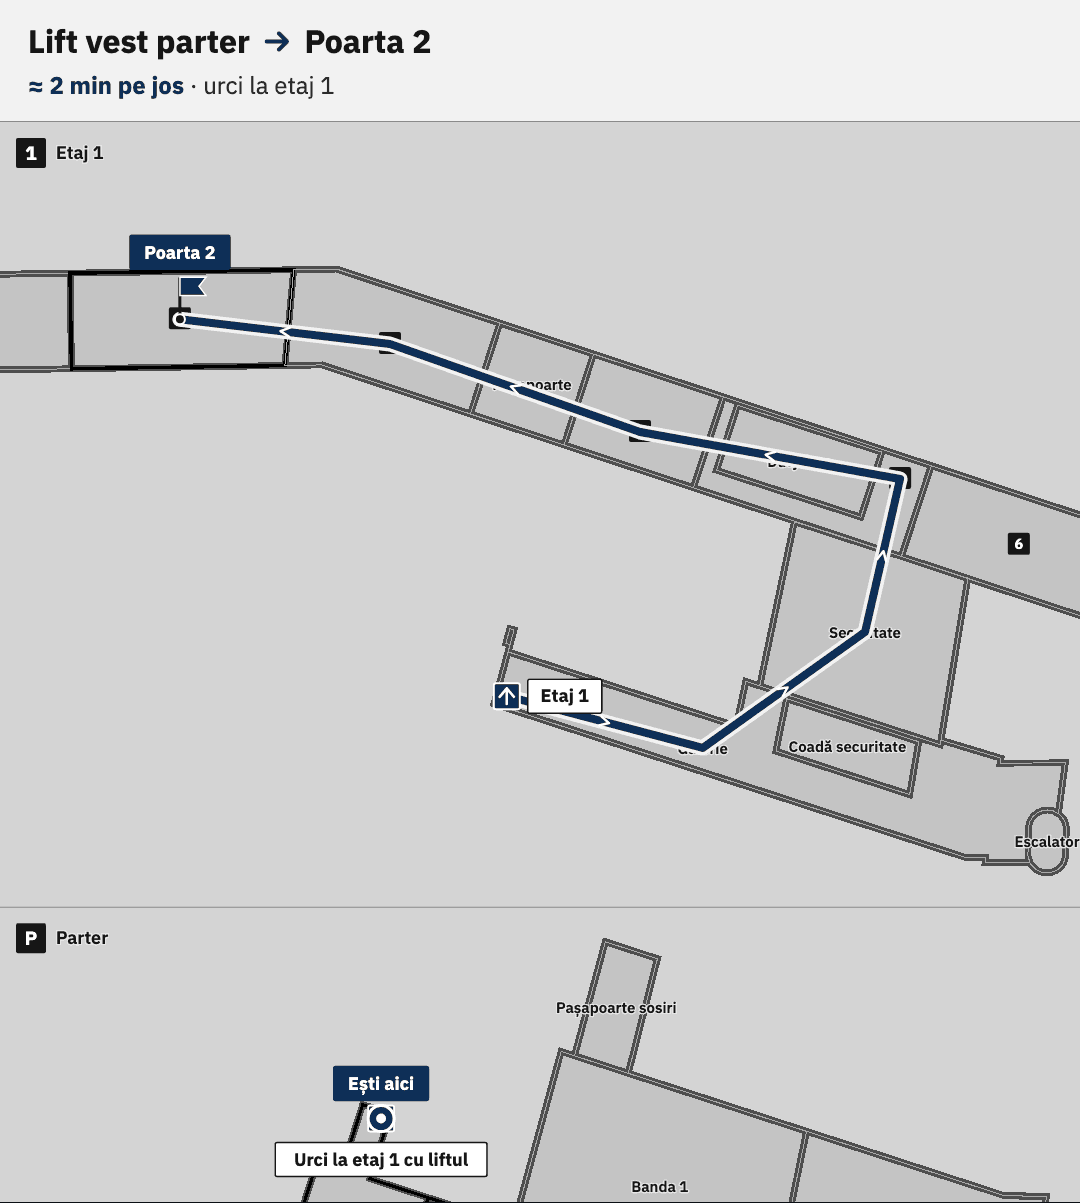 Lift vest parter → Poarta 2
≈ 2 min pe jos · urci la etaj 1
1 Etaj 1
Poarta 2
6
Securitate
Etaj 1
Coadă securitate
Escalator
P Parter
Pașapoarte sosiri
Ești aici
Urci la etaj 1 cu liftul
Banda 1